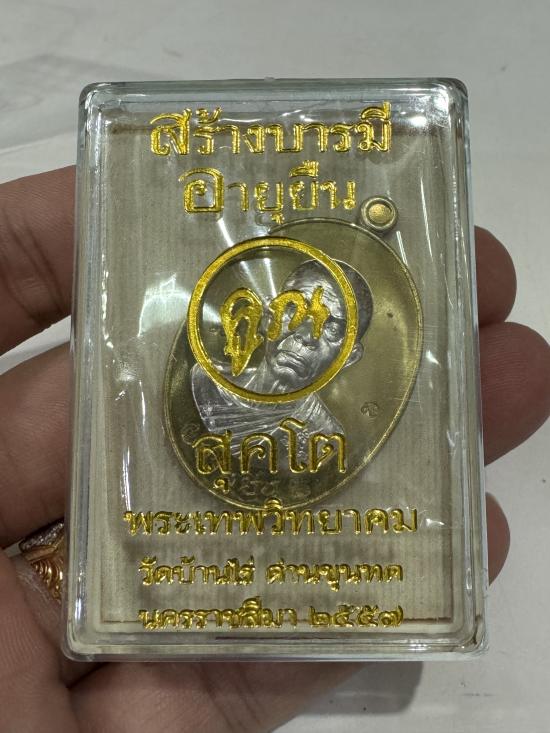 สร้างบารมี
อายุยืน
คูณ
สุคโต
พระเทพวิทยาคม
วัดบ้านไร่ ด่านขุนทด
นครราชสีมา ๒๕๕๗